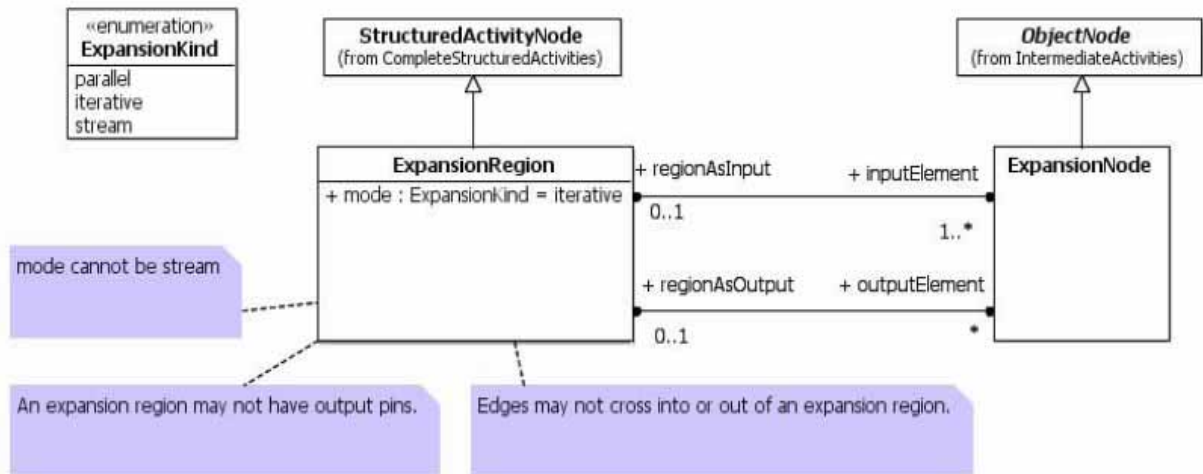 «enumeration»
ExpansionKind
parallel
iterative
stream
StructuredActivityNode
(from CompleteStructuredActivities)
ObjectNode
(from IntermediateActivities)
ExpansionRegion
+ mode : ExpansionKind = iterative
+ regionAsInput
+ inputElement
0..1
1..*
+ regionAsOutput
+ outputElement
0..1
*
ExpansionNode
mode cannot be stream
An expansion region may not have output pins.
Edges may not cross into or out of an expansion region.